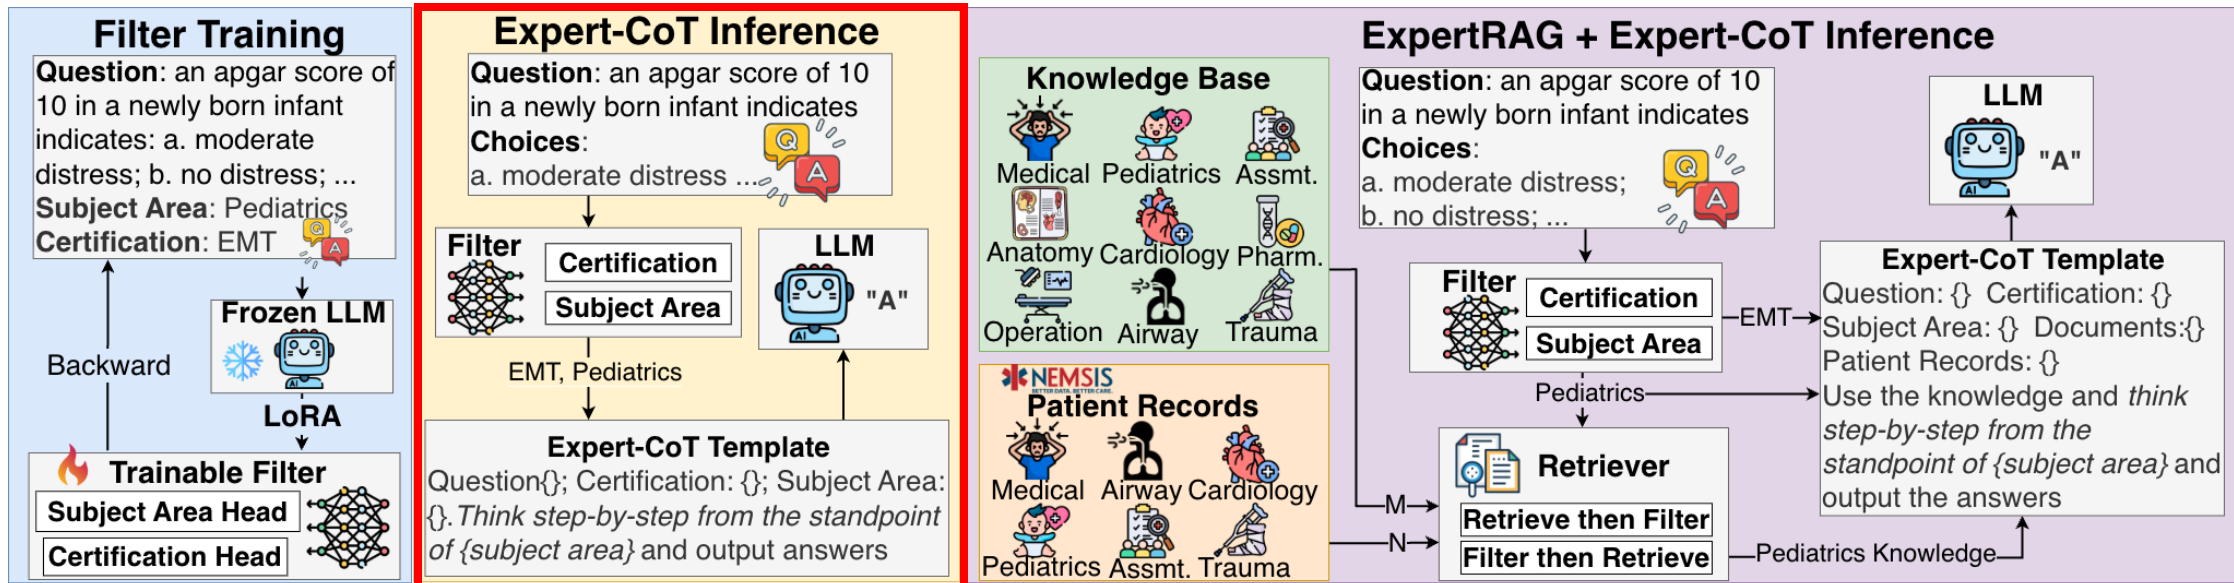 Filter Training
Question: an apgar score of
10 in a newly born infant
indicates: a. moderate
distress; b. no distress; ...
Subject Area: Pediatrics
Certification: EMT
Q
A
Frozen LLM
AI
Backward
LoRA
Trainable Filter
Subject Area Head
Certification Head
Expert-CoT Inference
Question: an apgar score of 10
in a newly born infant indicates
Choices:
a. moderate distress ...
Q
A
Filter
Certification
Subject Area
LLM
"A"
AI
EMT, Pediatrics
Expert-CoT Template
Question{}; Certification: {}; Subject Area:
{}.Think step-by-step from the standpoint
of {subject area} and output answers
ExpertRAG + Expert-CoT Inference
Knowledge Base
Medical
Pediatrics
Assmt.
Anatomy
Cardiology
Pharm.
Operation
Airway
Trauma
NEMSIS
BETTER DATA. BETTER CARE.
Patient Records
Medical
Airway
Cardiology
Pediatrics
Assmt.
Trauma
M
N
Question: an apgar score of 10
in a newly born infant indicates
Choices:
a. moderate distress;
b. no distress; ...
Q
A
Filter
Certification
Subject Area
EMT
Pediatrics
Retriever
Retrieve then Filter
Filter then Retrieve
Pediatrics Knowledge
LLM
"A"
AI
Expert-CoT Template
Question: {} Certification: {}
Subject Area: {} Documents:{}
Patient Records: {}
Use the knowledge and think
step-by-step from the
standpoint of {subject area} and
output the answers